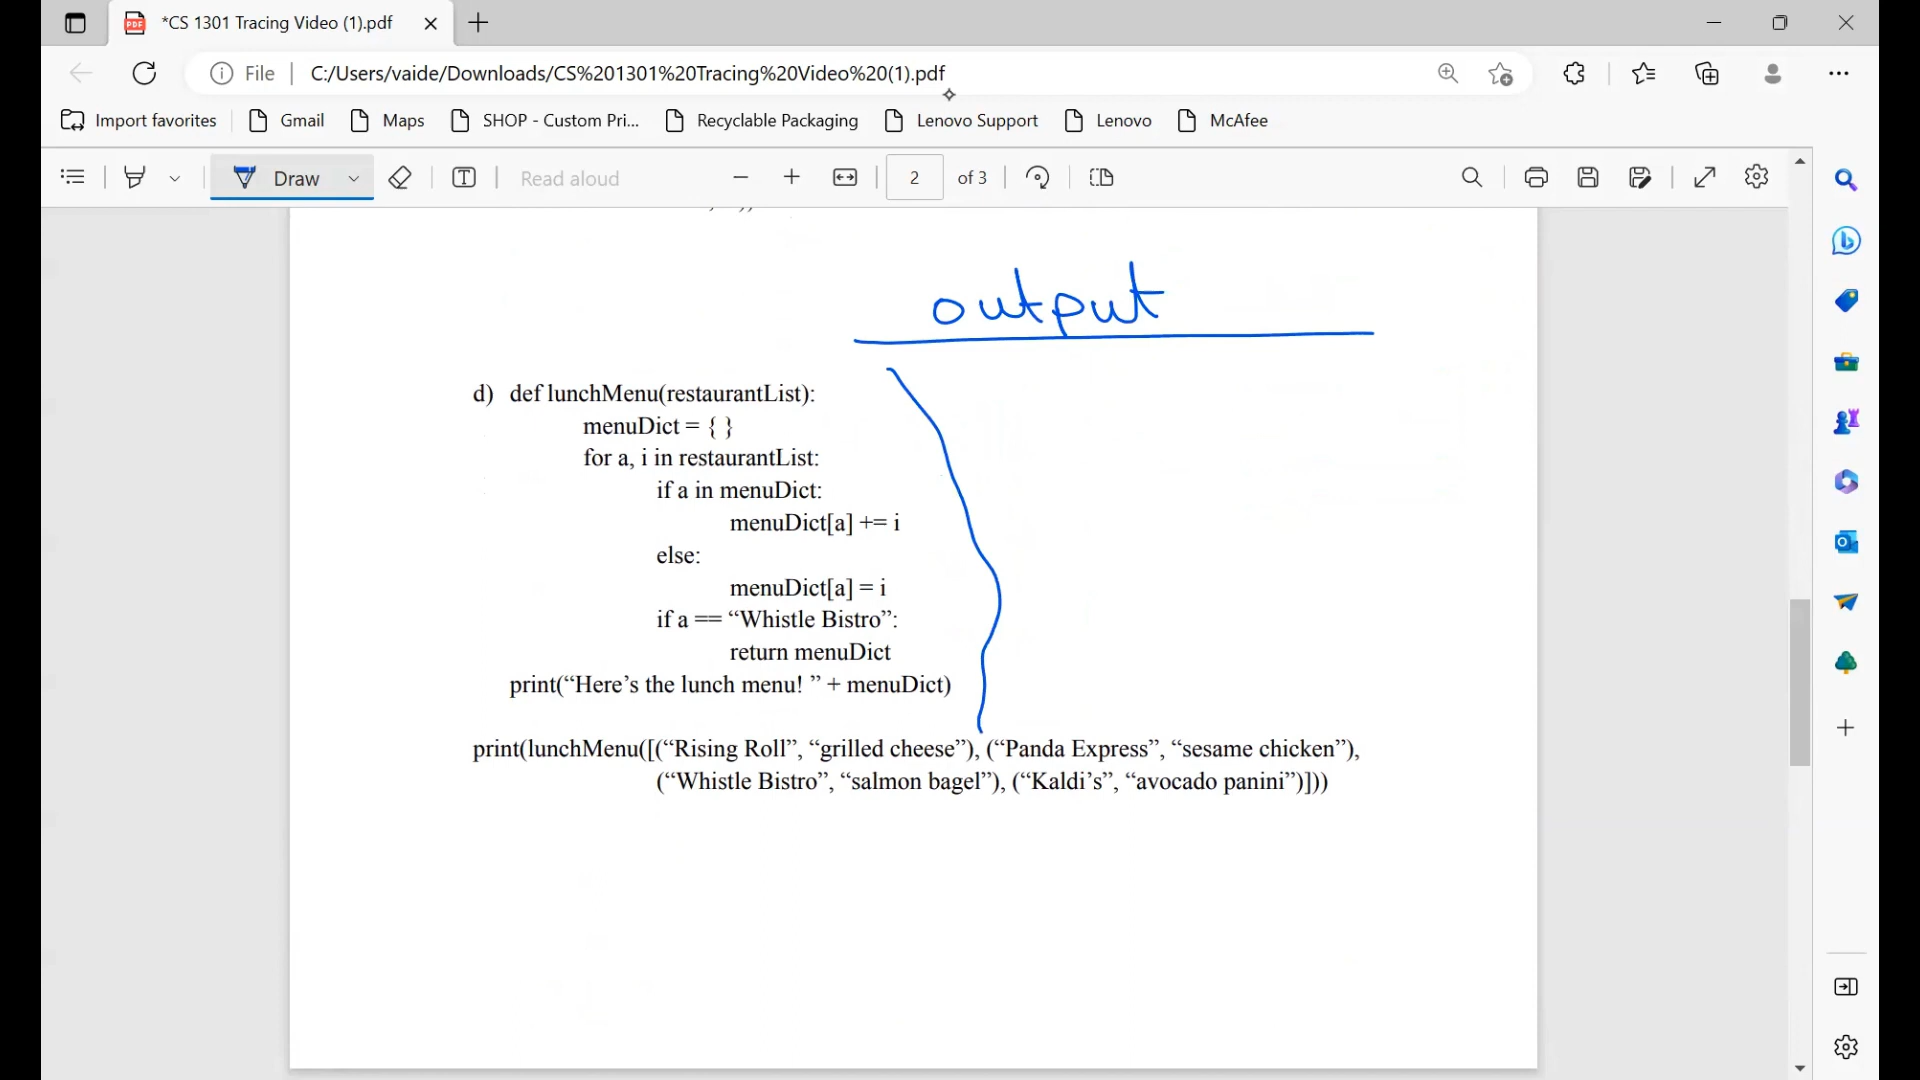 *CS 1301 Tracing Video (1).pdf
File
C:/Users/vaide/Downloads/CS%201301%20Tracing%20Video%20(1).pdf
Import favorites
Gmail
Maps
SHOP - Custom Pri...
Recyclable Packaging
Lenovo Support
Lenovo
McAfee
Draw
Read aloud
2 of 3
output
d) def lunchMenu(restaurantList):
menuDict = { }
for a, i in restaurantList:
if a in menuDict:
menuDict[a] += i
else:
menuDict[a] = i
if a == “Whistle Bistro”:
return menuDict
print(“Here’s the lunch menu! ” + menuDict)
print(lunchMenu([(“Rising Roll”, “grilled cheese”), (“Panda Express”, “sesame chicken”),
(“Whistle Bistro”, “salmon bagel”), (“Kaldi’s”, “avocado panini”)]))